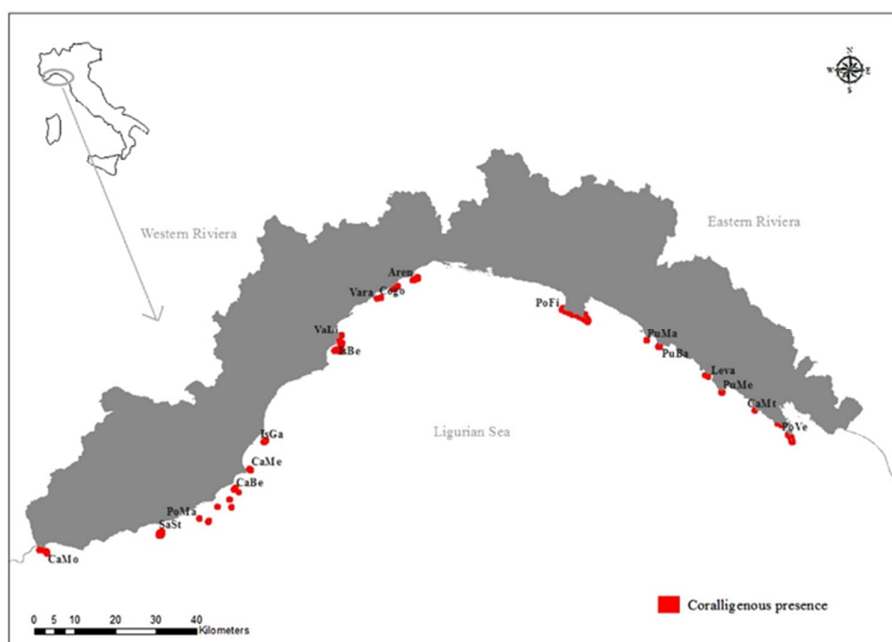 N
W E
S
Western Riviera
Eastern Riviera
Aren
Vara Cogo
PoFi
VaLi
IsBe
PuMa
PuBa
Leva
PuMe
CaMt
PoVe
Ligurian Sea
IsGa
CaMe
CaBe
PoMa
SaSt
CaMo
Coralligenous presence
0 5 10 20 30 40
Kilometers